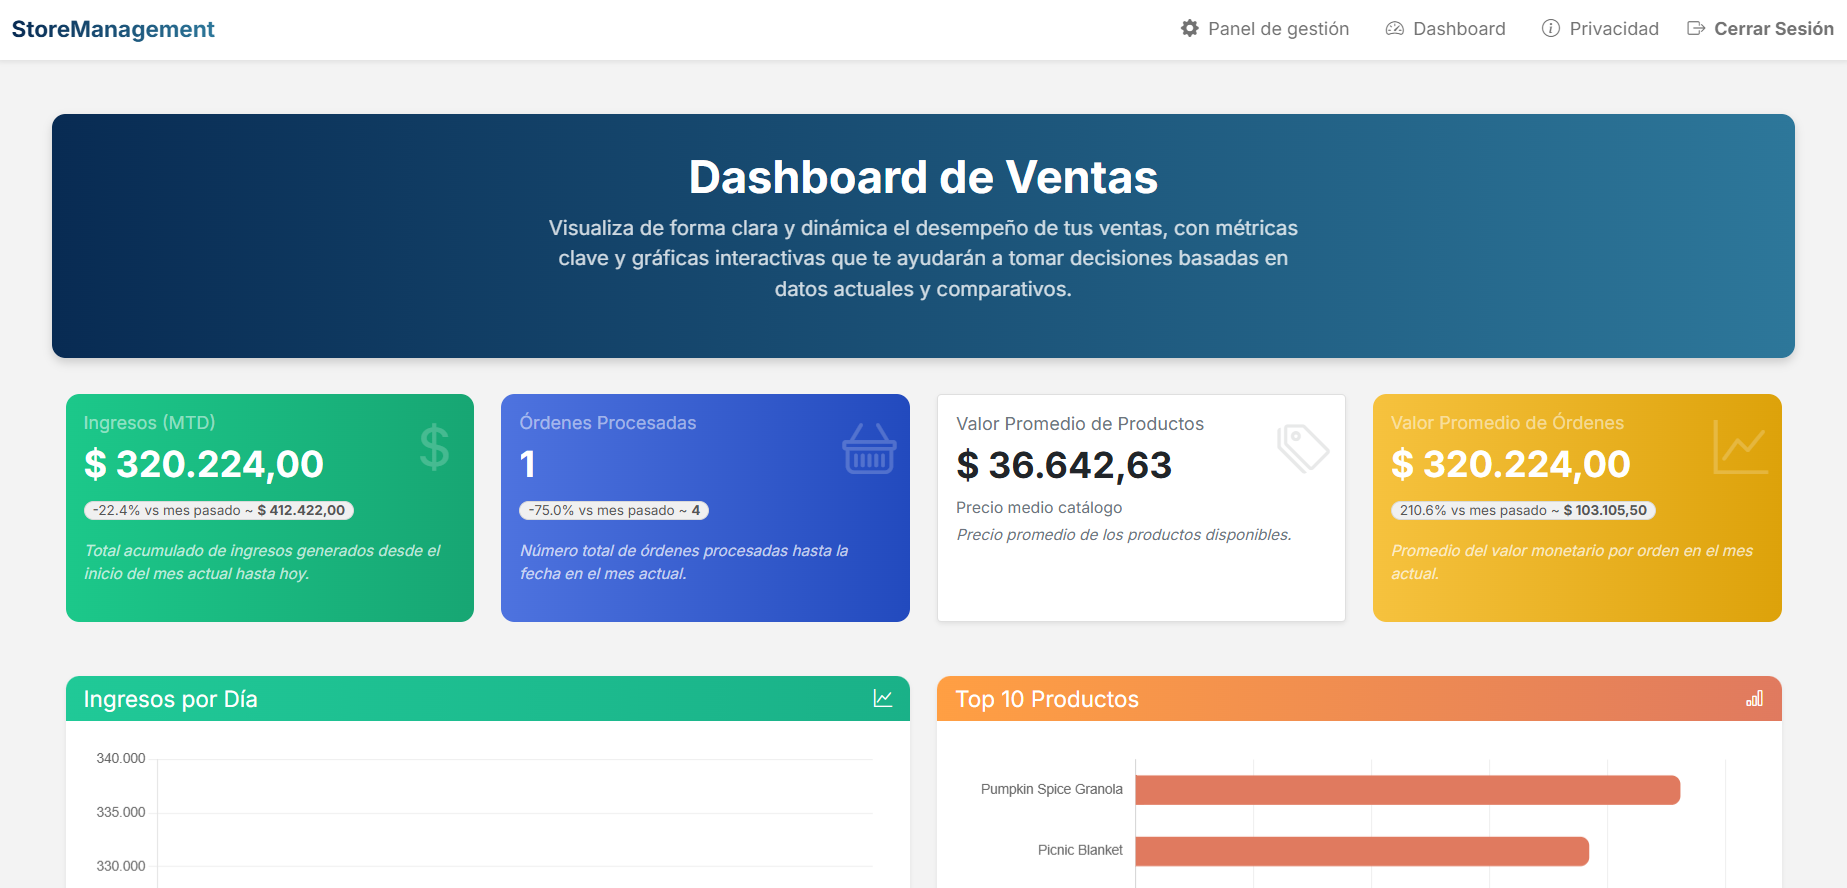 StoreManagement
Panel de gestión
Dashboard
Privacidad
Cerrar Sesión
Dashboard de Ventas
Visualiza de forma clara y dinámica el desempeño de tus ventas, con métricas
clave y gráficas interactivas que te ayudarán a tomar decisiones basadas en
datos actuales y comparativos.
Ingresos (MTD)
$ 320.224,00
-22.4% vs mes pasado ~ $ 412.422,00
Total acumulado de ingresos generados desde el
inicio del mes actual hasta hoy.
Órdenes Procesadas
1
-75.0% vs mes pasado ~ 4
Número total de órdenes procesadas hasta la
fecha en el mes actual.
Valor Promedio de Productos
$ 36.642,63
Precio medio catálogo
Precio promedio de los productos disponibles.
Valor Promedio de Órdenes
$ 320.224,00
210.6% vs mes pasado ~ $ 103.105,50
Promedio del valor monetario por orden en el mes
actual.
Ingresos por Día
340.000
335.000
330.000
Top 10 Productos
Pumpkin Spice Granola
Picnic Blanket